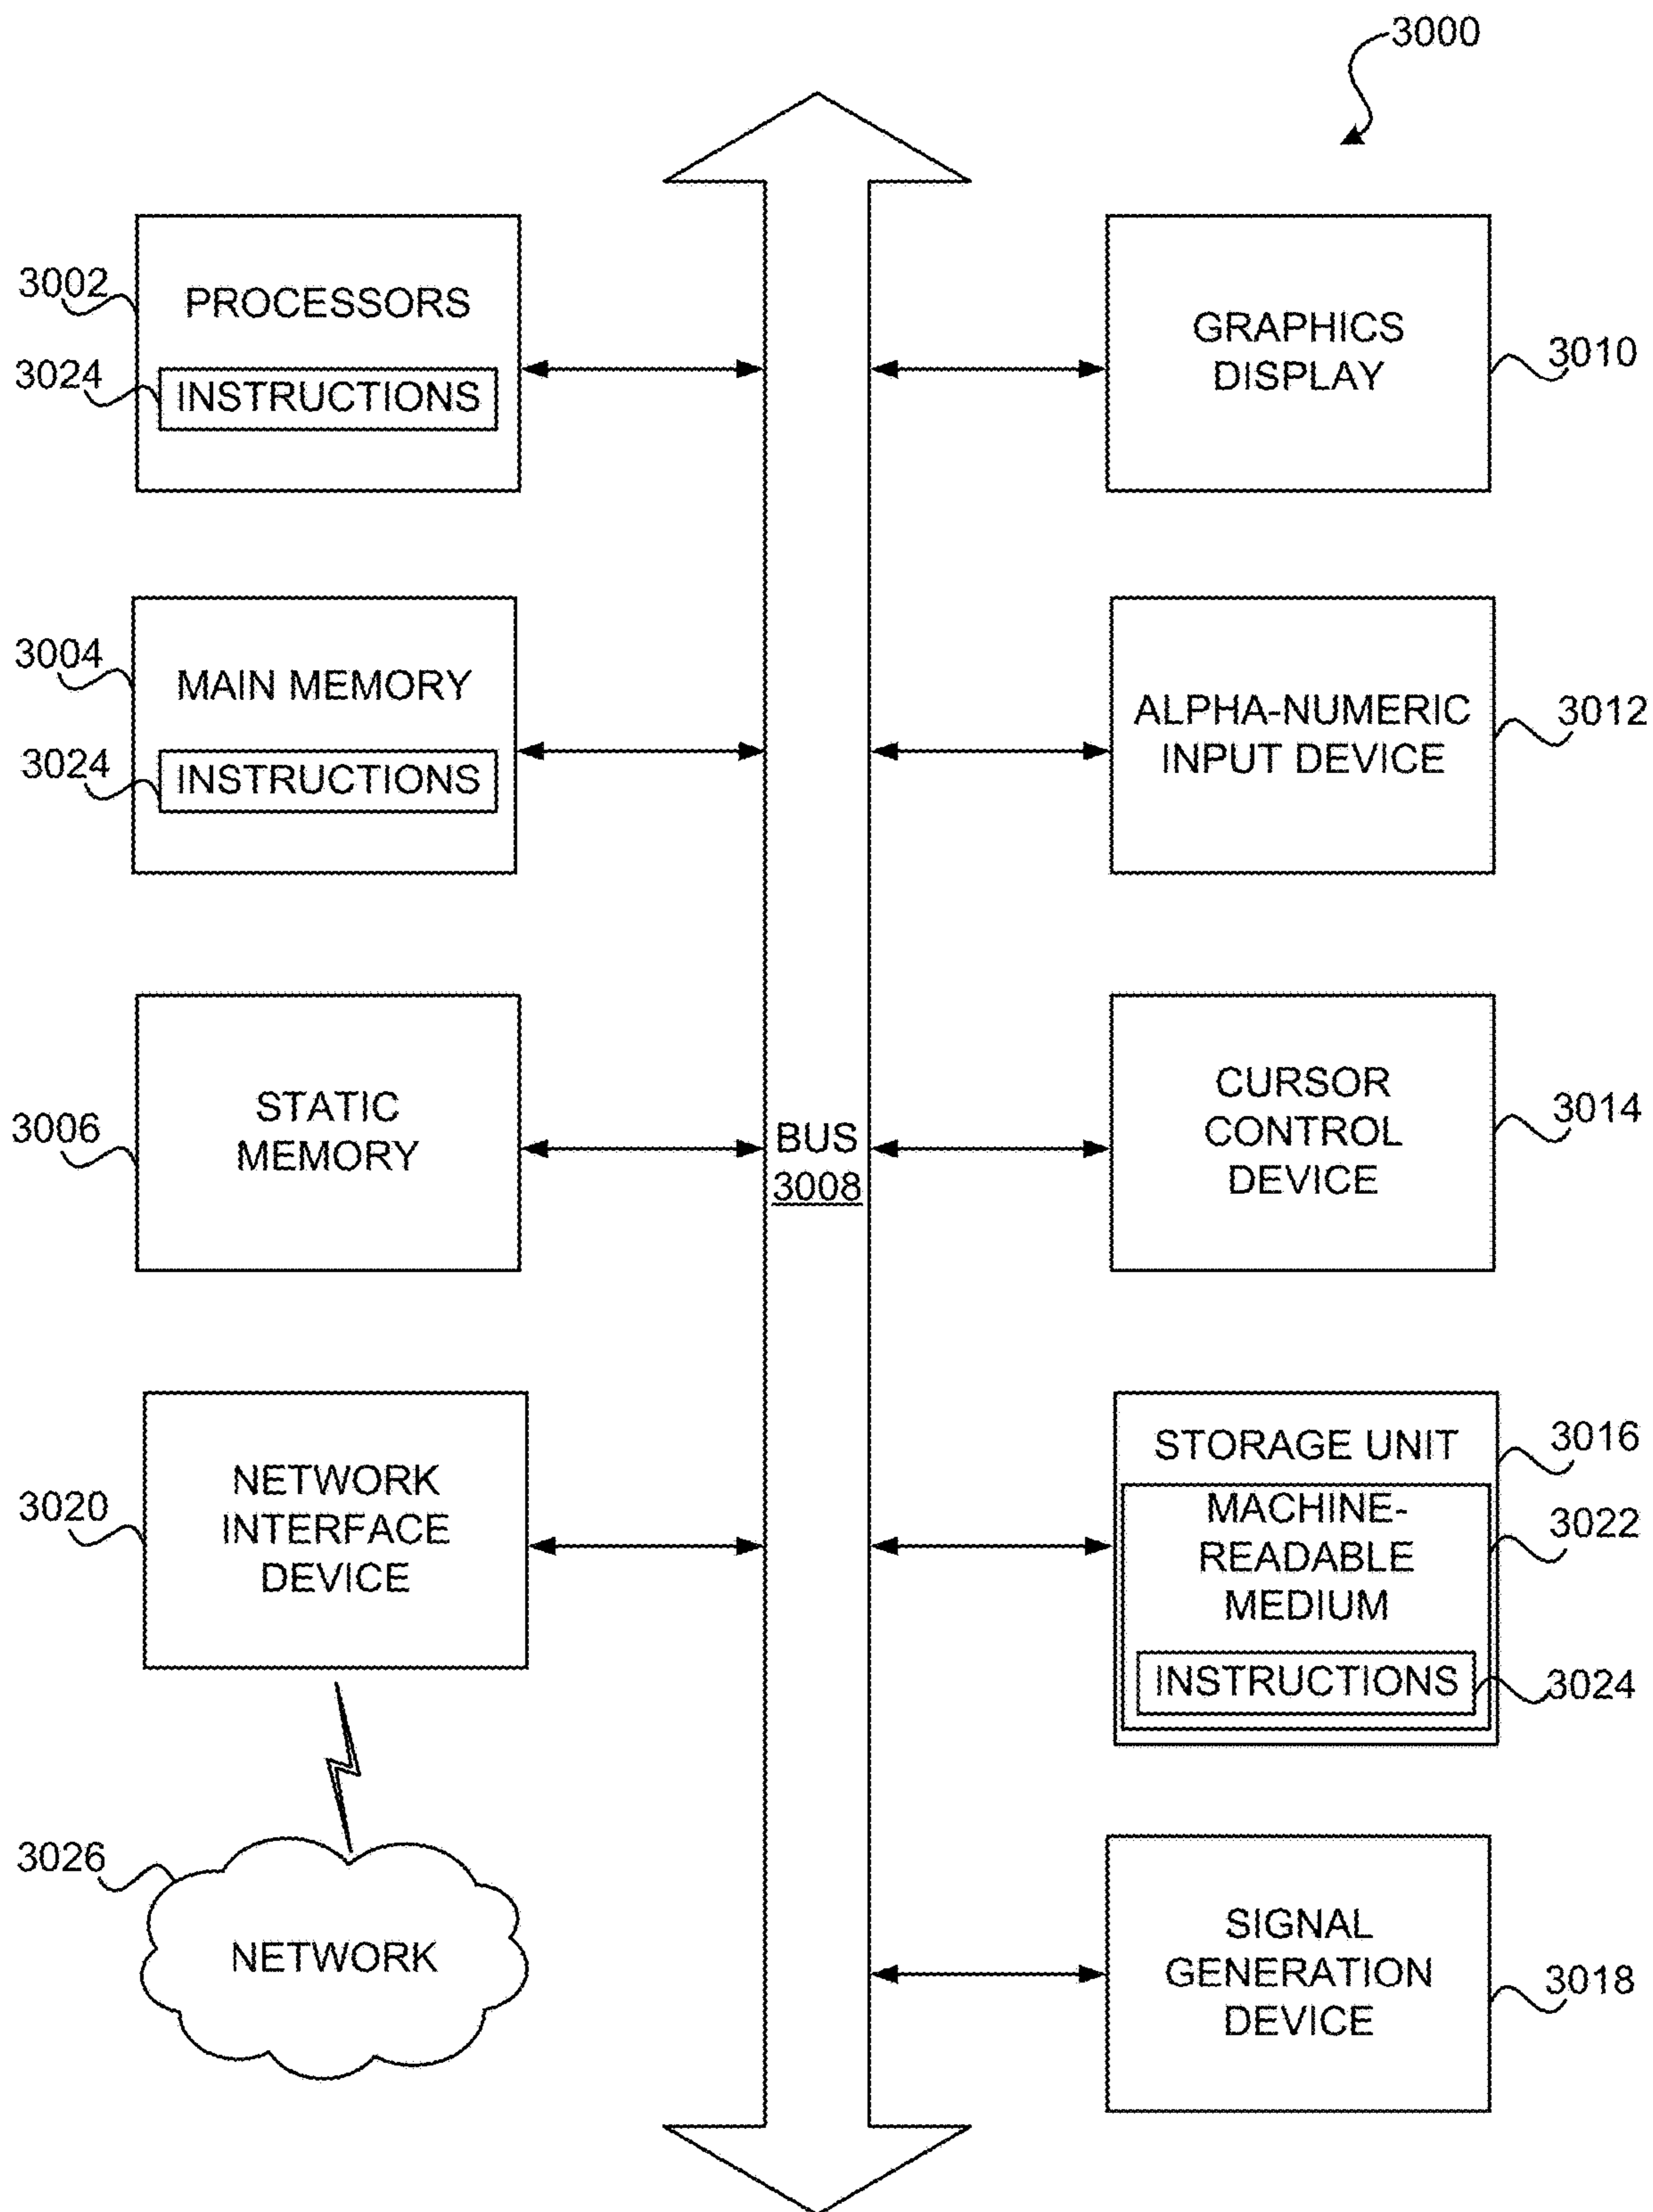 3000
3002
PROCESSORS
3024
INSTRUCTIONS
GRAPHICS
DISPLAY
3010
3004
MAIN MEMORY
3024
INSTRUCTIONS
ALPHA-NUMERIC
INPUT DEVICE
3012
3006
STATIC
MEMORY
BUS
3008
CURSOR
CONTROL
DEVICE
3014
3020
NETWORK
INTERFACE
DEVICE
STORAGE UNIT
3016
MACHINE-
READABLE
MEDIUM
3022
INSTRUCTIONS
3024
3026
NETWORK
SIGNAL
GENERATION
DEVICE
3018